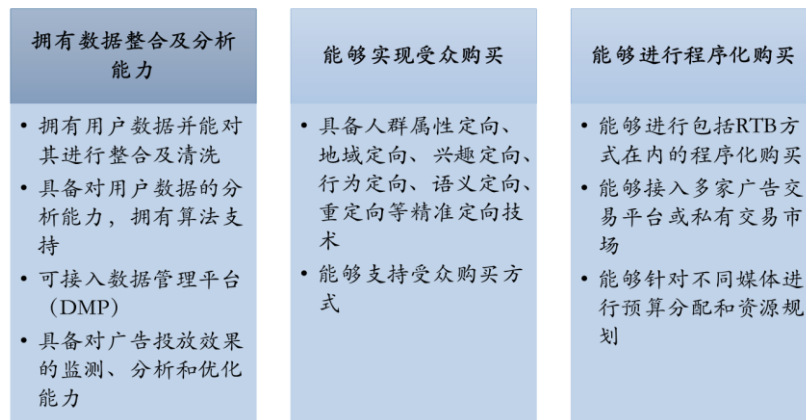 拥有数据整合及分析
能力
• 拥有用户数据并能对
其进行整合及清洗
• 具备对用户数据的分
析能力，拥有算法支
持
• 可接入数据管理平台
（DMP）
• 具备对广告投放效果
的监测、分析和优化
能力
能够实现受众购买
• 具备人群属性定向、
地域定向、兴趣定向、
行为定向、语义定向、
重定向等精准定向技
术
• 能够支持受众购买方
式
能够进行程序化购买
• 能够进行包括RTB方
式在内的程序化购买
• 能够接入多家广告交
易平台或私有交易市
场
• 能够针对不同媒体进
行预算分配和资源规
划